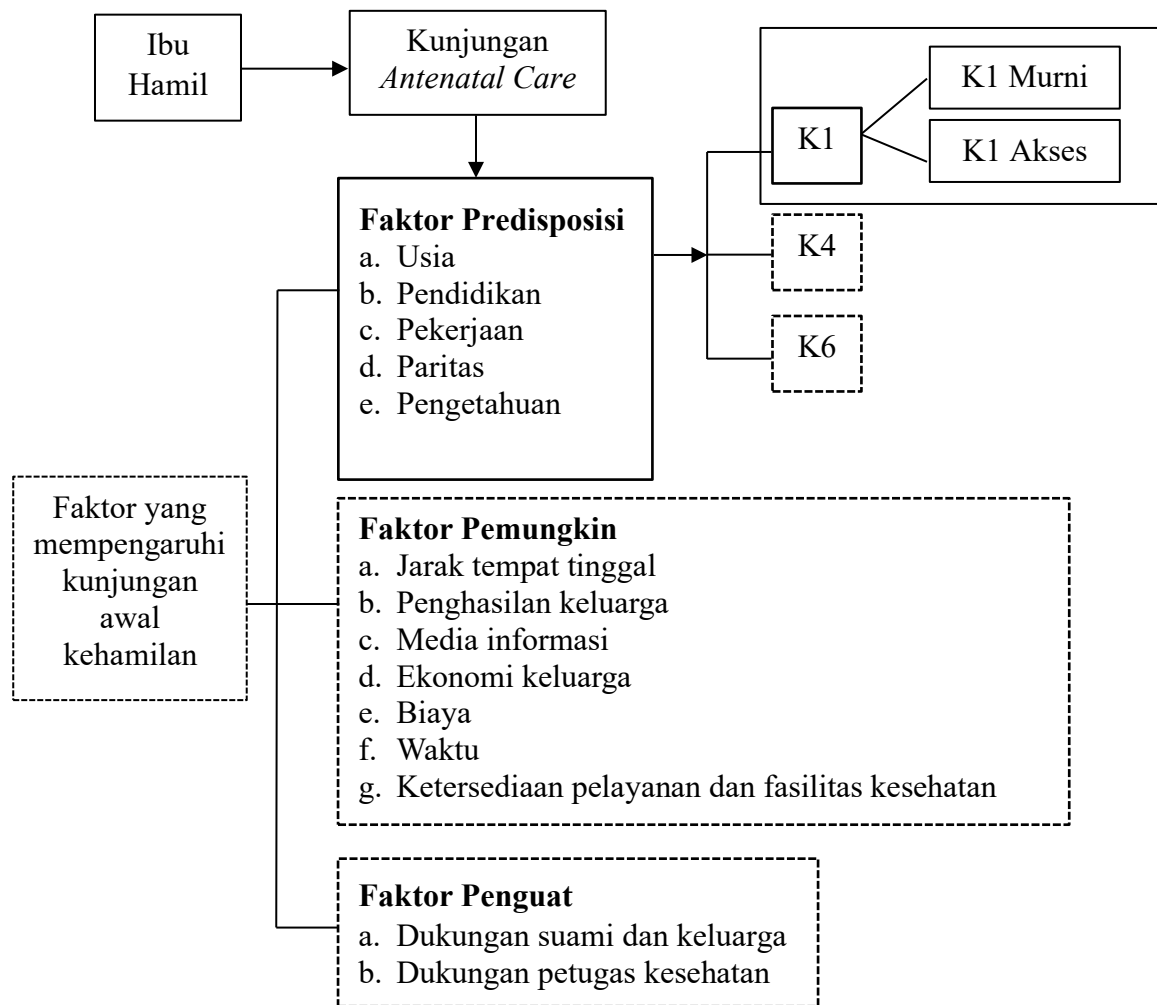 Ibu
Hamil
Kunjungan
Antenatal Care
K1
K1 Murni
K1 Akses
K4
K6
Faktor Predisposisi
a. Usia
b. Pendidikan
c. Pekerjaan
d. Paritas
e. Pengetahuan
Faktor yang
mempengaruhi
kunjungan
awal
kehamilan
Faktor Pemungkin
a. Jarak tempat tinggal
b. Penghasilan keluarga
c. Media informasi
d. Ekonomi keluarga
e. Biaya
f. Waktu
g. Ketersediaan pelayanan dan fasilitas kesehatan
Faktor Penguat
a. Dukungan suami dan keluarga
b. Dukungan petugas kesehatan